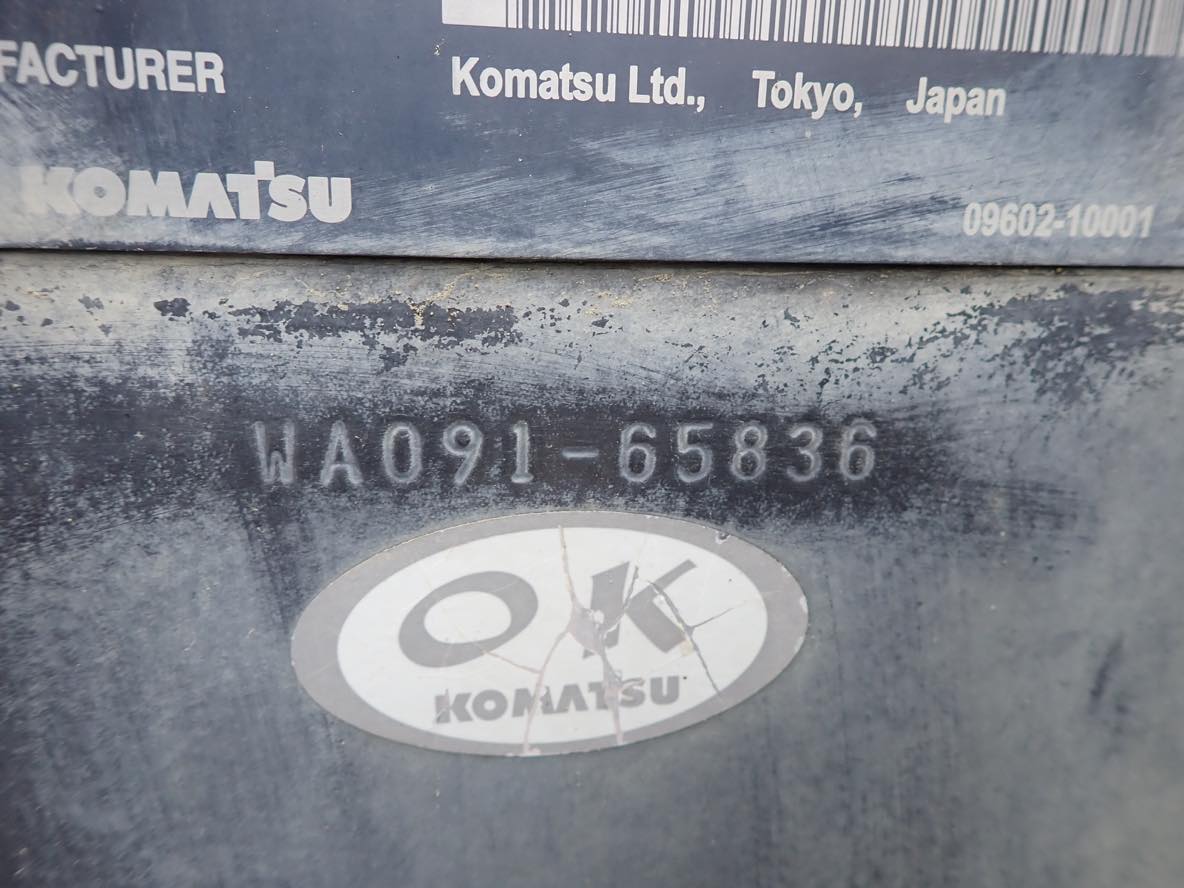 FACTURER Komatsu Ltd., Tokyo, Japan
KOMATSU 09602-10001
WA091-65836
OK
KOMATSU